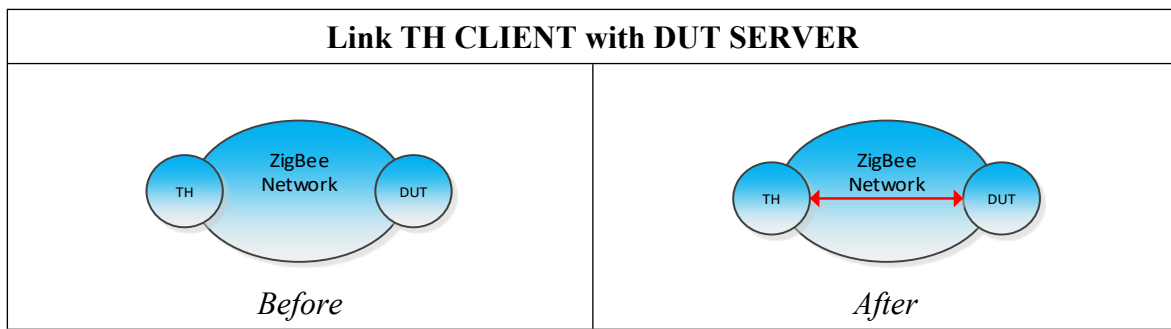 Link TH CLIENT with DUT SERVER
ZigBee
Network
TH
DUT
Before
ZigBee
Network
TH
DUT
After